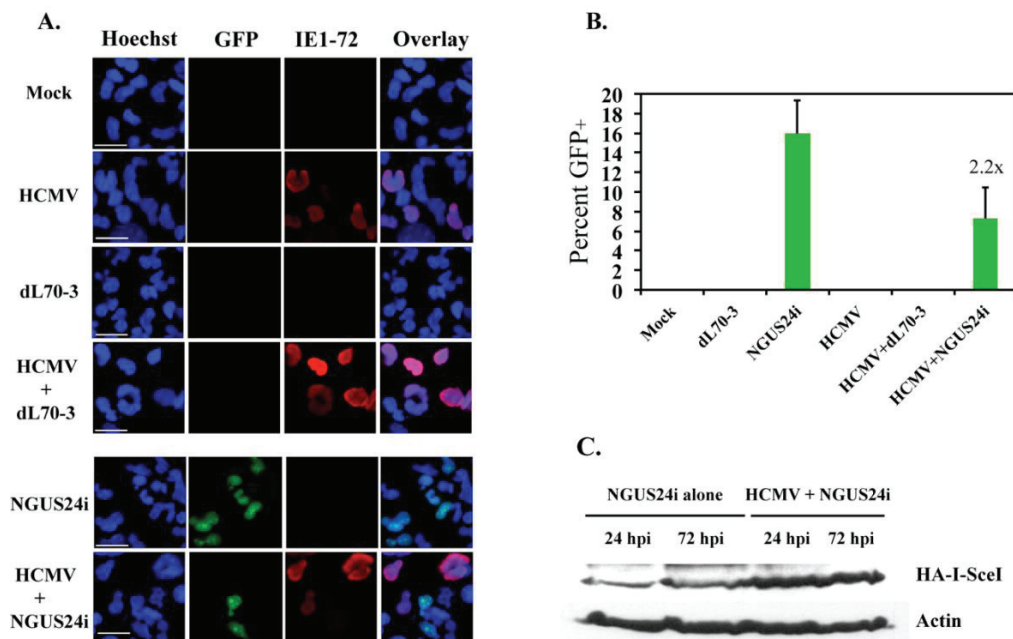 A.
Hoechst GFP IE1-72 Overlay
Mock
HCMV
dL70-3
HCMV
+
dL70-3
NGUS24i
HCMV
+
NGUS24i
B.
Percent GFP+
20
18
16
14
12
10
8
6
4
2
0
2.2x
Mock
dL70-3
NGUS24i
HCMV
HCMV+dL70-3
HCMV+NGUS24i
C.
NGUS24i alone HCMV + NGUS24i
24 hpi 72 hpi 24 hpi 72 hpi
HA-I-SceI
Actin